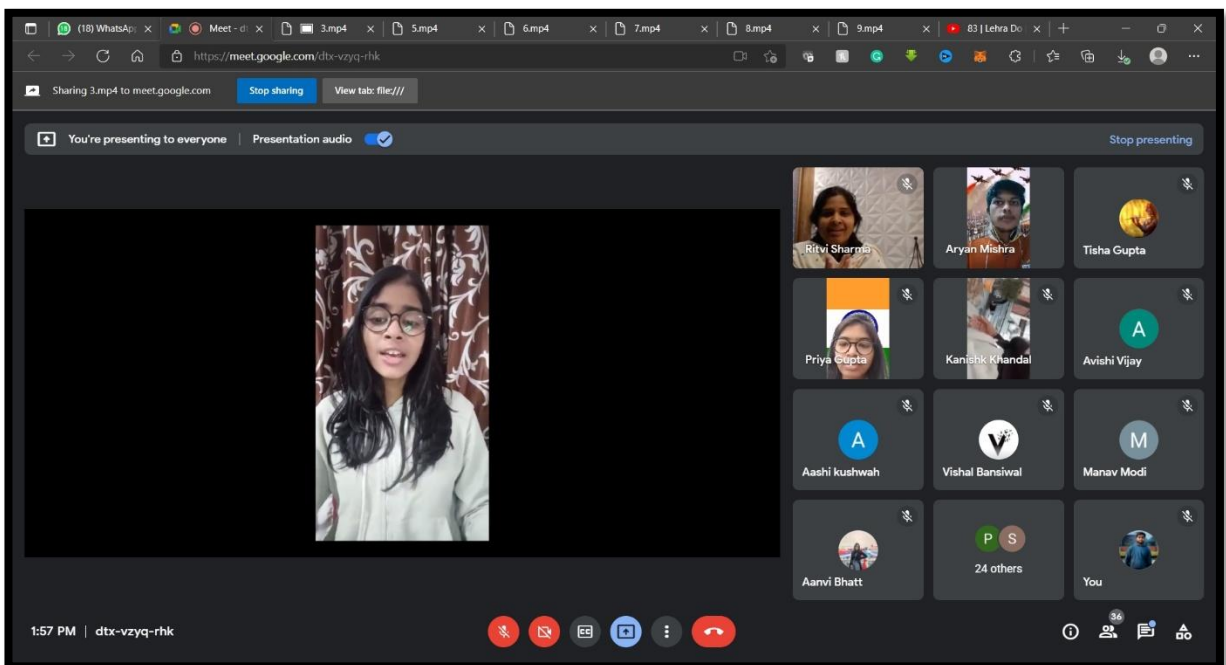 (18) WhatsAp
Meet - d
3.mp4
5.mp4
6.mp4
7.mp4
8.mp4
9.mp4
83 | Lehra Do
https://meet.google.com/dtx-vzyq-rhk
Sharing 3.mp4 to meet.google.com
Stop sharing
View tab: file:///
You're presenting to everyone
Presentation audio
Stop presenting
Ritvi Sharma
Aryan Mishra
Tisha Gupta
Priya Gupta
Kanishk Khandal
A
Avishi Vijay
A
Aashi kushwah
V
Vishal Bansiwal
M
Manav Modi
Aanvi Bhatt
P S
24 others
You
1:57 PM | dtx-vzyq-rhk
CC
36